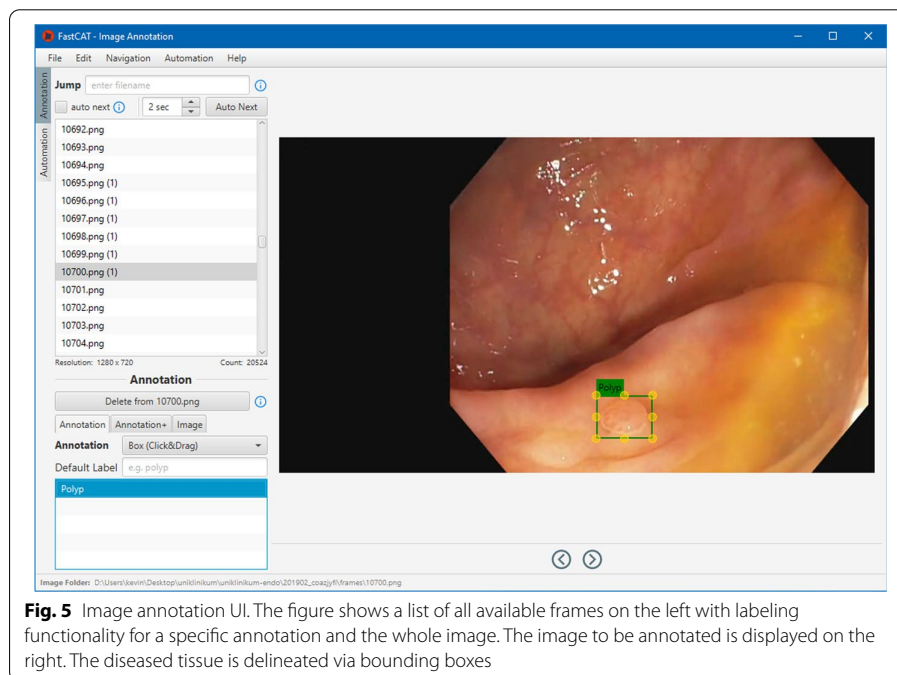 FastCAT - Image Annotation
File Edit Navigation Automation Help
Annotation
Automation
Jump enter filename
auto next 2 sec Auto Next
10692.png
10693.png
10694.png
10695.png (1)
10696.png (1)
10697.png (1)
10698.png (1)
10699.png (1)
10700.png (1)
10701.png
10702.png
10703.png
10704.png
Resolution: 1280 x 720 Count: 20524
Annotation
Delete from 10700.png
Annotation Annotation+ Image
Annotation Box (Click&Drag)
Default Label e.g. polyp
Polyp
Polyp
Image Folder: D:\Users\kevin\Desktop\uniklinikum\uniklinikum-endo\201902_coazjyfl\frames\10700.png
Fig. 5 Image annotation UI. The figure shows a list of all available frames on the left with labeling
functionality for a specific annotation and the whole image. The image to be annotated is displayed on the
right. The diseased tissue is delineated via bounding boxes